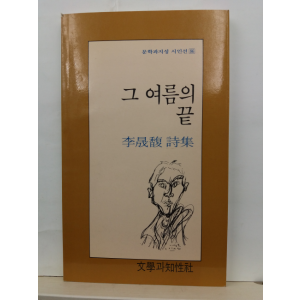 문학과지성 시인선 86
그 여름의
끝
李晟馥 詩集
文學과知性社